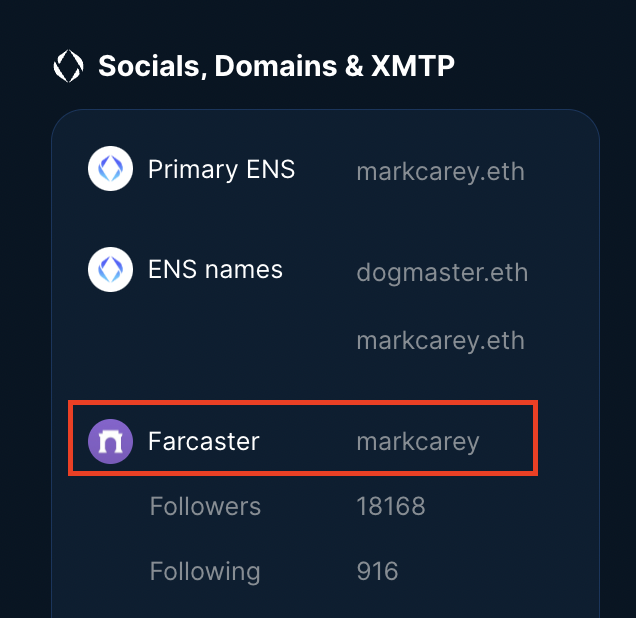 Socials, Domains & XMTP
Primary ENS markcarey.eth
ENS names dogmaster.eth
markcarey.eth
Farcaster markcarey
Followers 18168
Following 916